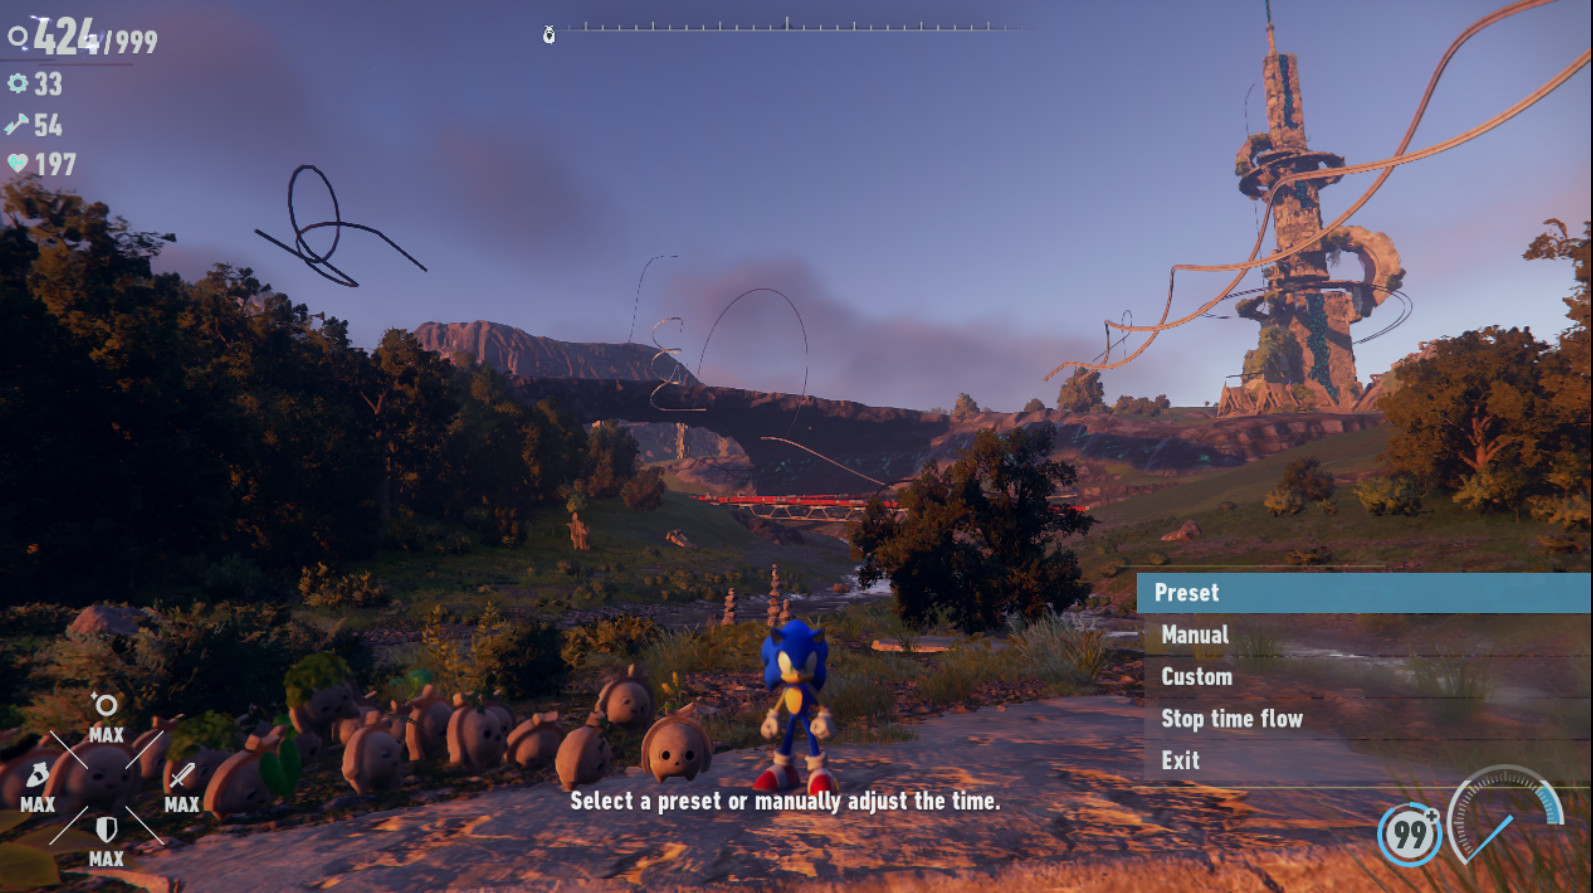 424/999
33
54
197
MAX
MAX
MAX
MAX
Preset
Manual
Custom
Stop time flow
Exit
Select a preset or manually adjust the time.
99+